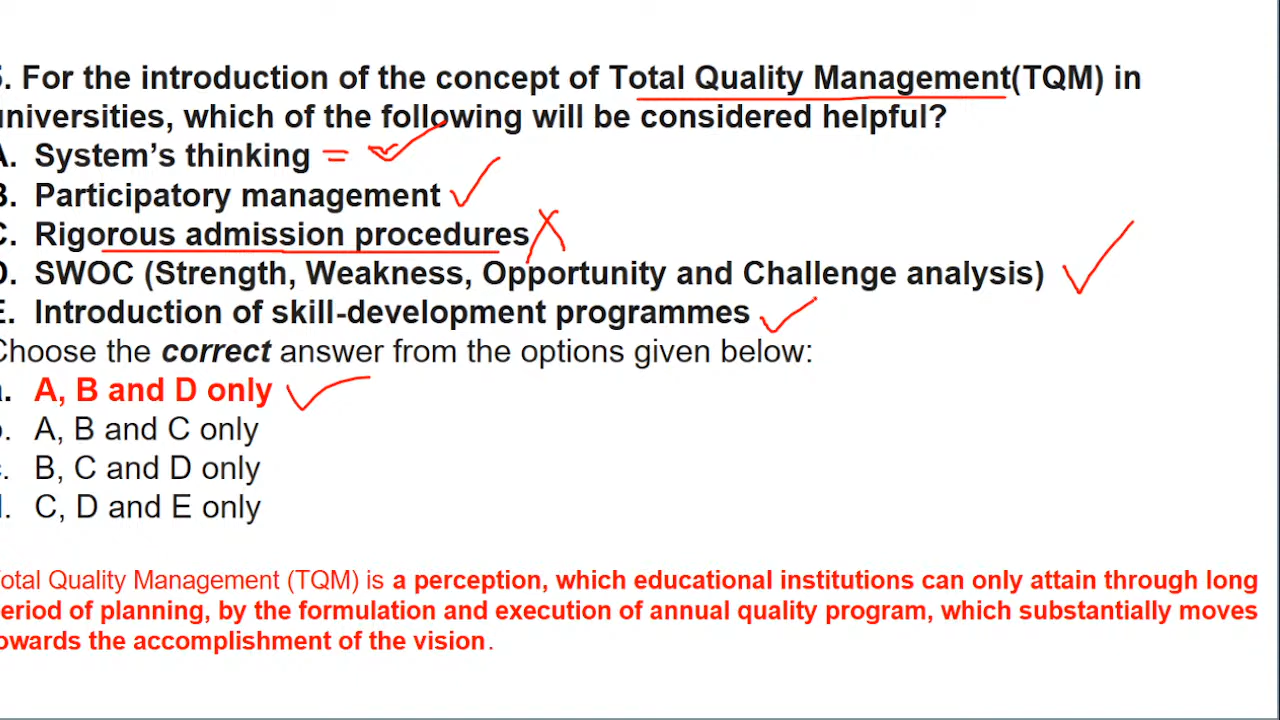 . For the introduction of the concept of Total Quality Management(TQM) in
universities, which of the following will be considered helpful?
A. System's thinking =
B. Participatory management
C. Rigorous admission procedures
D. SWOC (Strength, Weakness, Opportunity and Challenge analysis)
E. Introduction of skill-development programmes
Choose the correct answer from the options given below:
a. A, B and D only
b. A, B and C only
c. B, C and D only
d. C, D and E only
Total Quality Management (TQM) is a perception, which educational institutions can only attain through long
period of planning, by the formulation and execution of annual quality program, which substantially moves
towards the accomplishment of the vision.